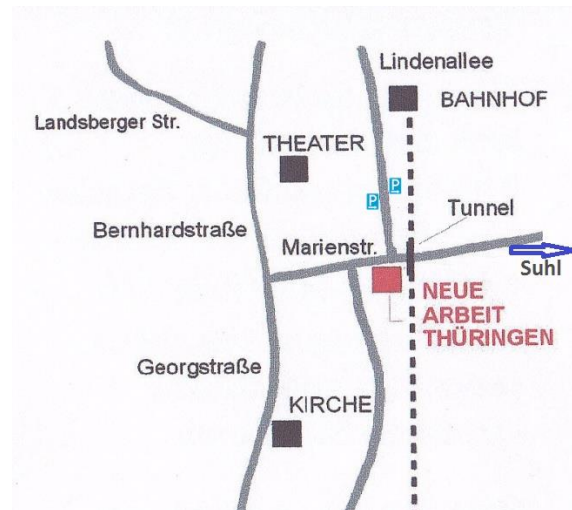 Lindenallee
BAHNHOF
Landsberger Str.
THEATER
P
P
Tunnel
Bernhardstraße
Marienstr.
Suhl
NEUE
ARBEIT
THÜRINGEN
Georgstraße
KIRCHE